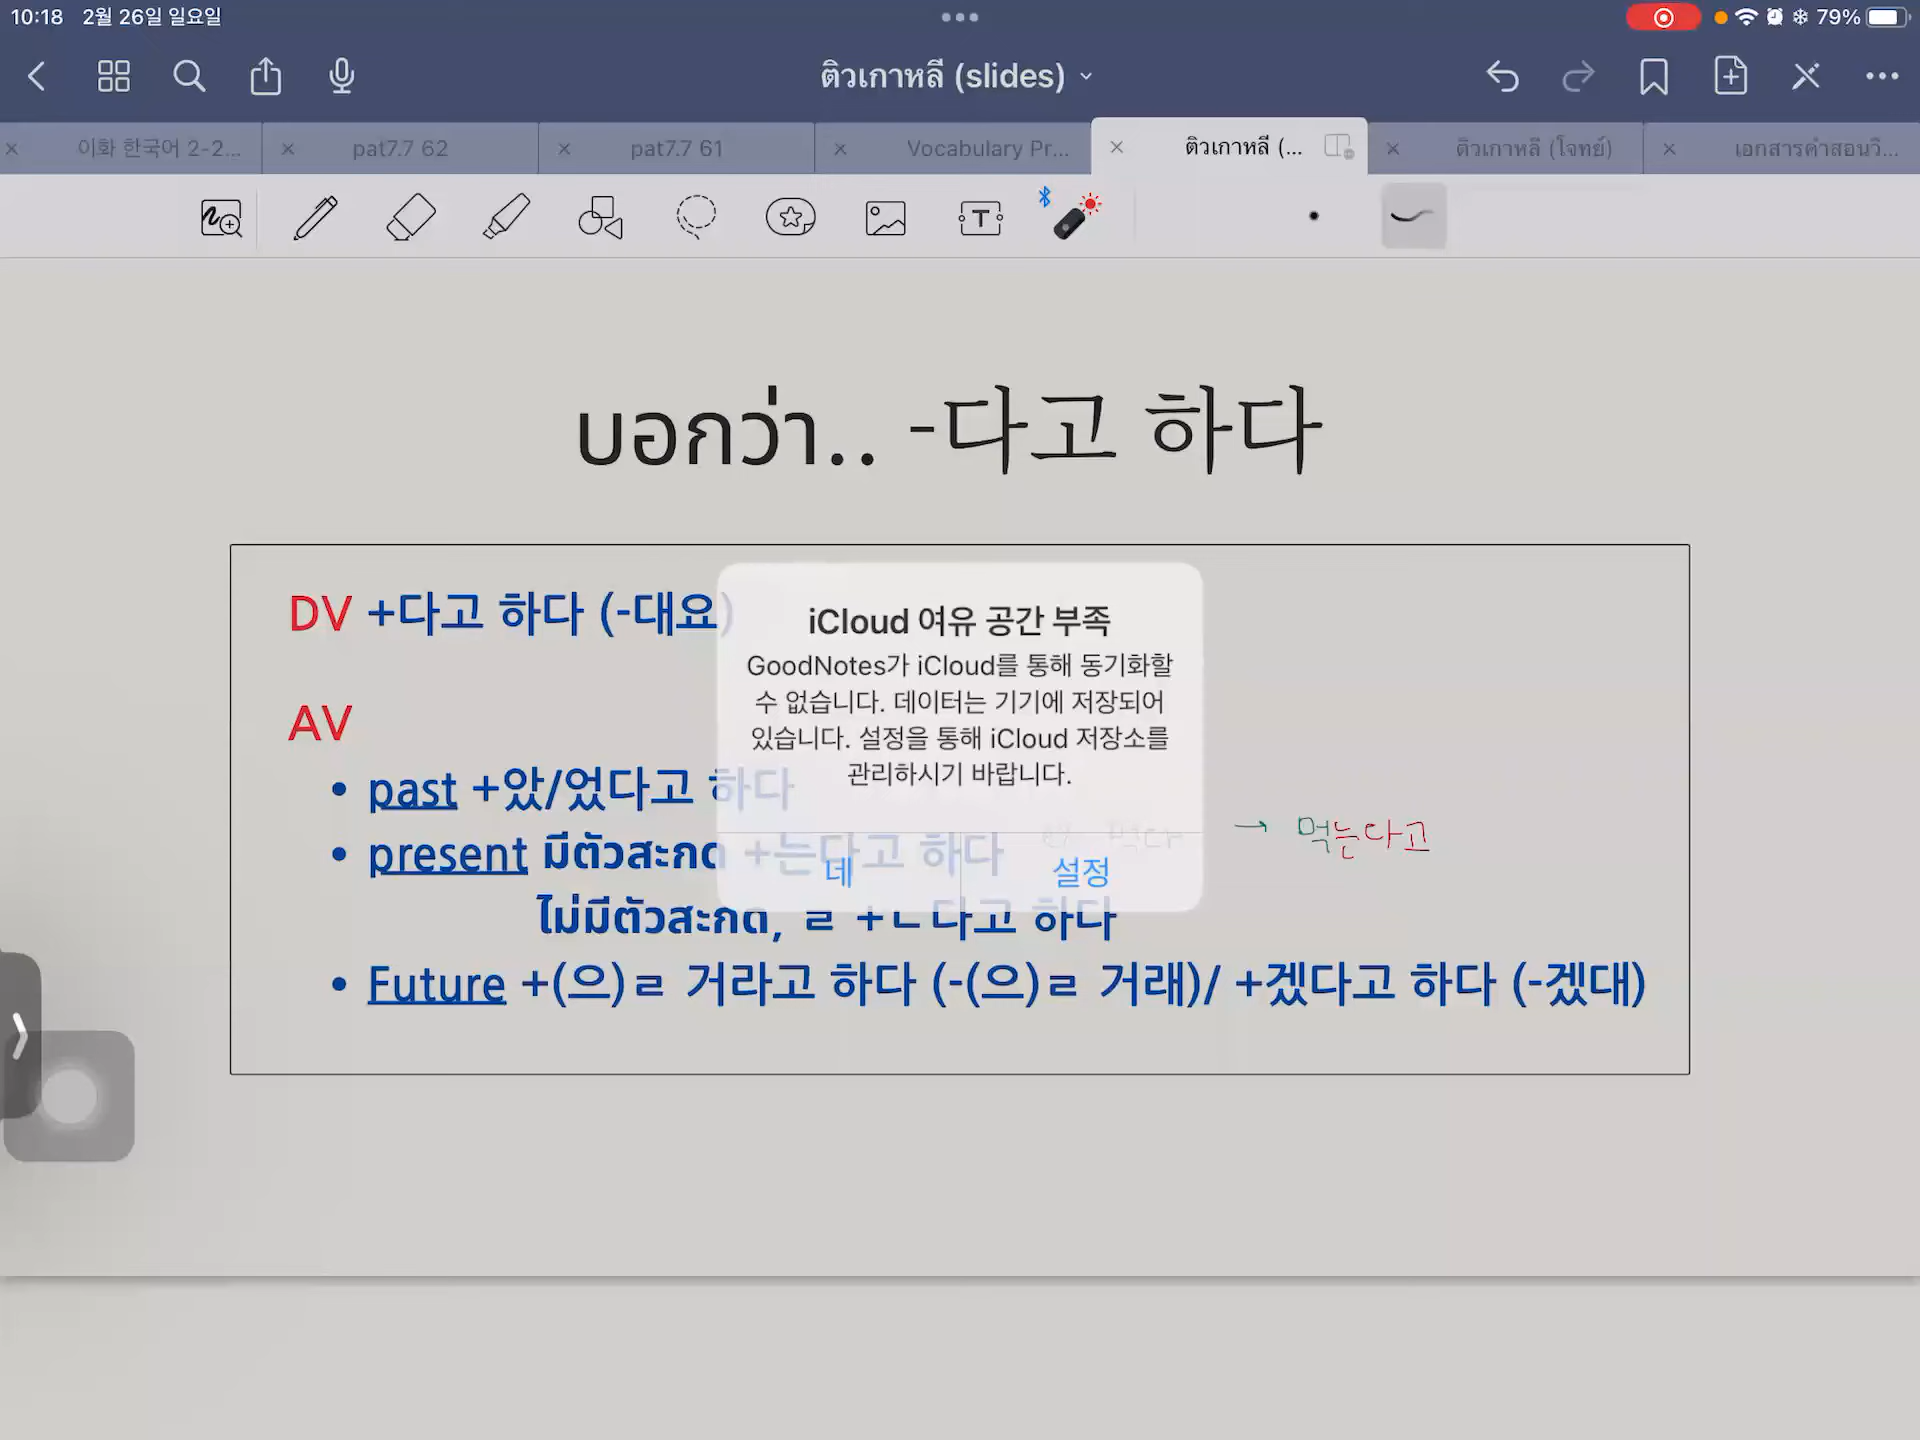 10:18 2월 26일 일요일
79%
ติวเกาหลี (slides)
이화 한국어 2-2...
pat7.7 62
pat7.7 61
Vocabulary Pr...
ติวเกาหลี (...
ติวเกาหลี (โจทย์)
เอกสารคำสอนวิ...
บอกว่า.. -다고 하다
DV +다고 하다 (-대요)
AV
• past +았/었다고 하다
• present มีตัวสะกด +는다고 하다
→ 먹는다고
ไม่มีตัวสะกด, ㄹ +ㄴ다고 하다
• Future +(으)ㄹ 거라고 하다 (-(으)ㄹ 거래)/ +겠다고 하다 (-겠대)
iCloud 여유 공간 부족
GoodNotes가 iCloud를 통해 동기화할
수 없습니다. 데이터는 기기에 저장되어
있습니다. 설정을 통해 iCloud 저장소를
관리하시기 바랍니다.
네
설정